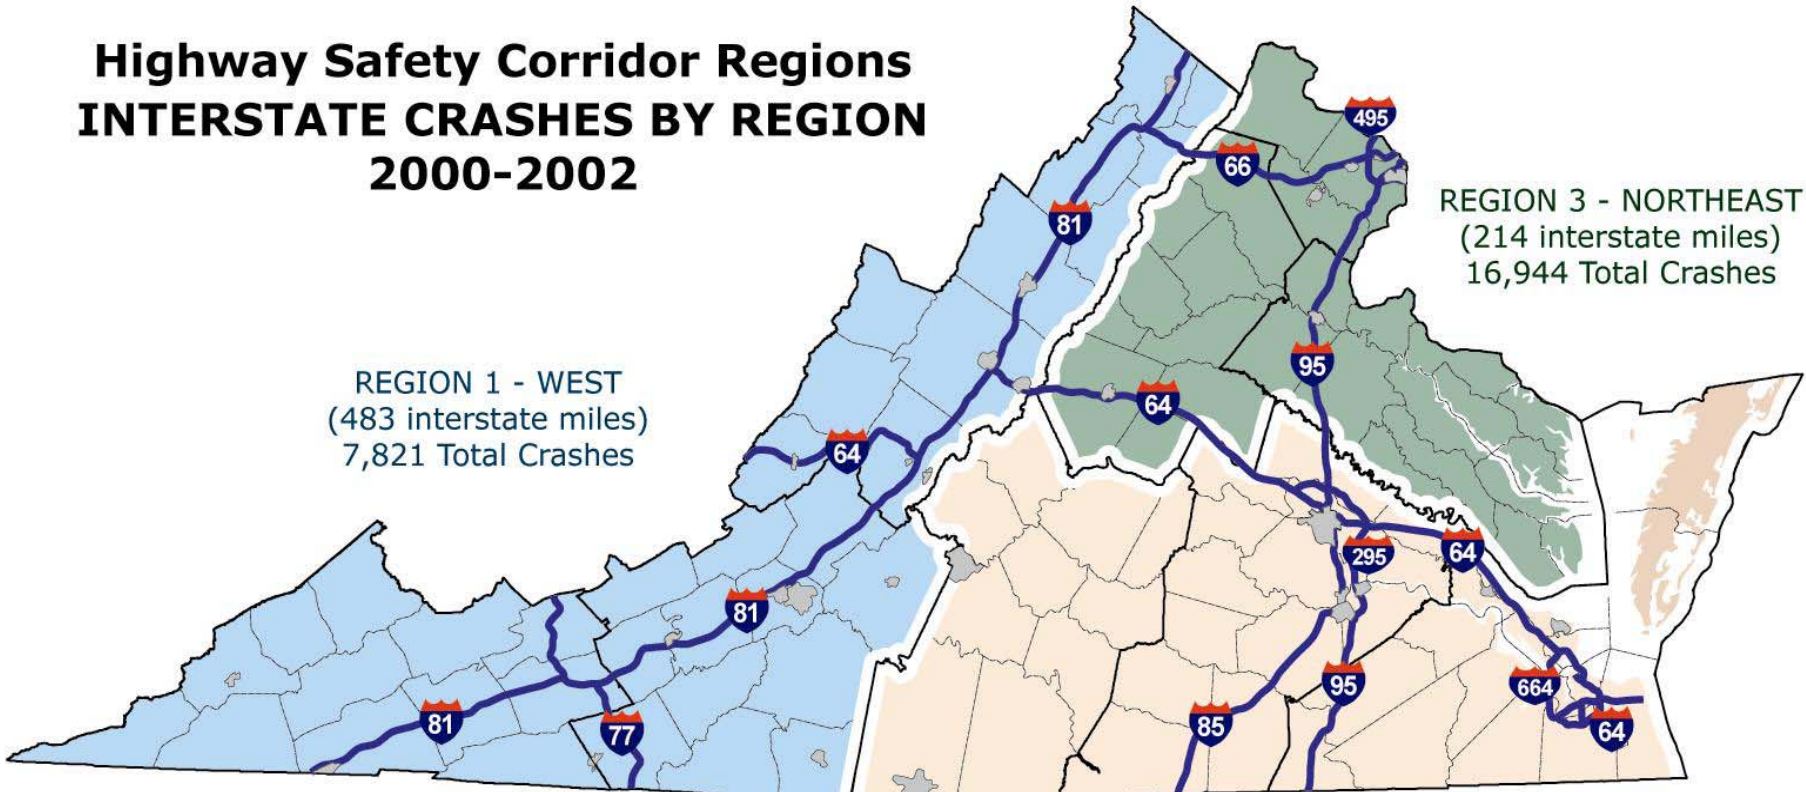 Highway Safety Corridor Regions
INTERSTATE CRASHES BY REGION
2000-2002
495
66
REGION 3 - NORTHEAST
(214 interstate miles)
16,944 Total Crashes
81
95
REGION 1 - WEST
(483 interstate miles)
7,821 Total Crashes
64
64
295
64
81
95
664
81
77
85
64